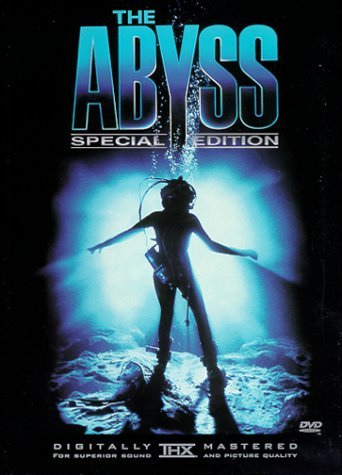 THE
ABYSS
SPECIAL EDITION
DVD
DIGITALLY THX MASTERED
FOR SUPERIOR SOUND AND PICTURE QUALITY